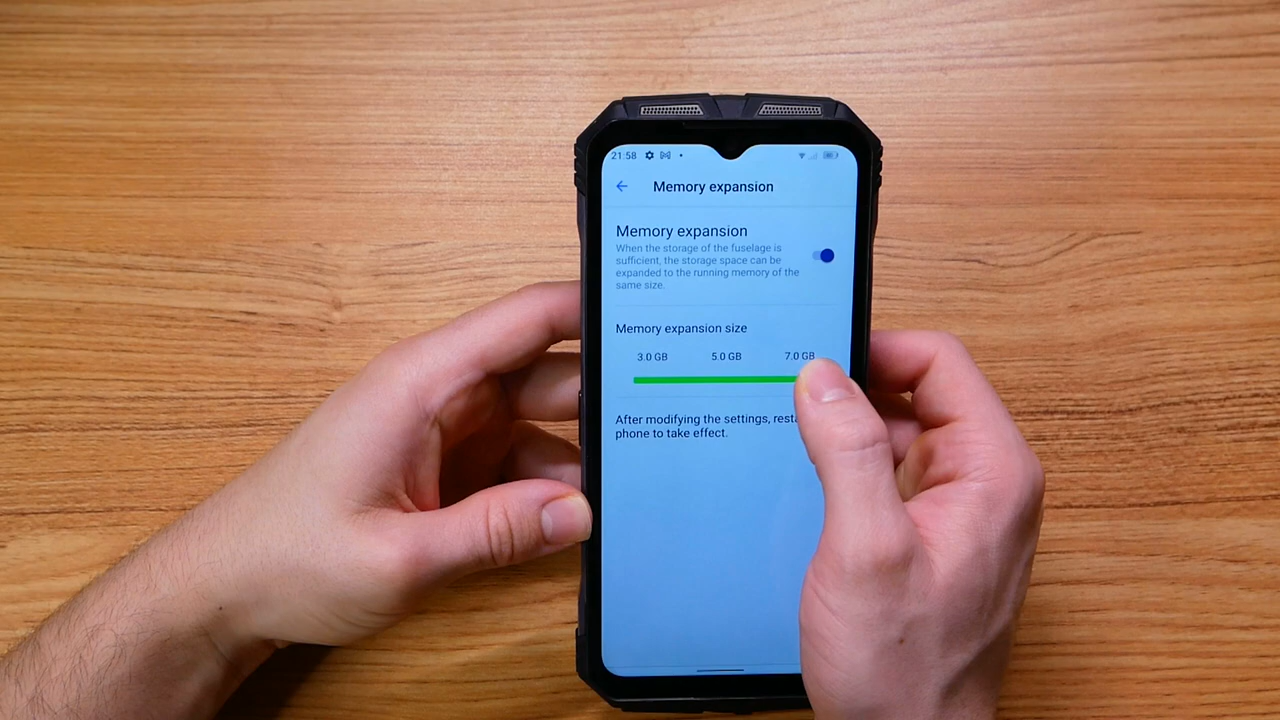 21:58
Memory expansion
Memory expansion
When the storage of the fuselage is
sufficient, the storage space can be
expanded to the running memory of the
same size.
Memory expansion size
3.0 GB 5.0 GB 7.0 GB
After modifying the settings, resta
phone to take effect.